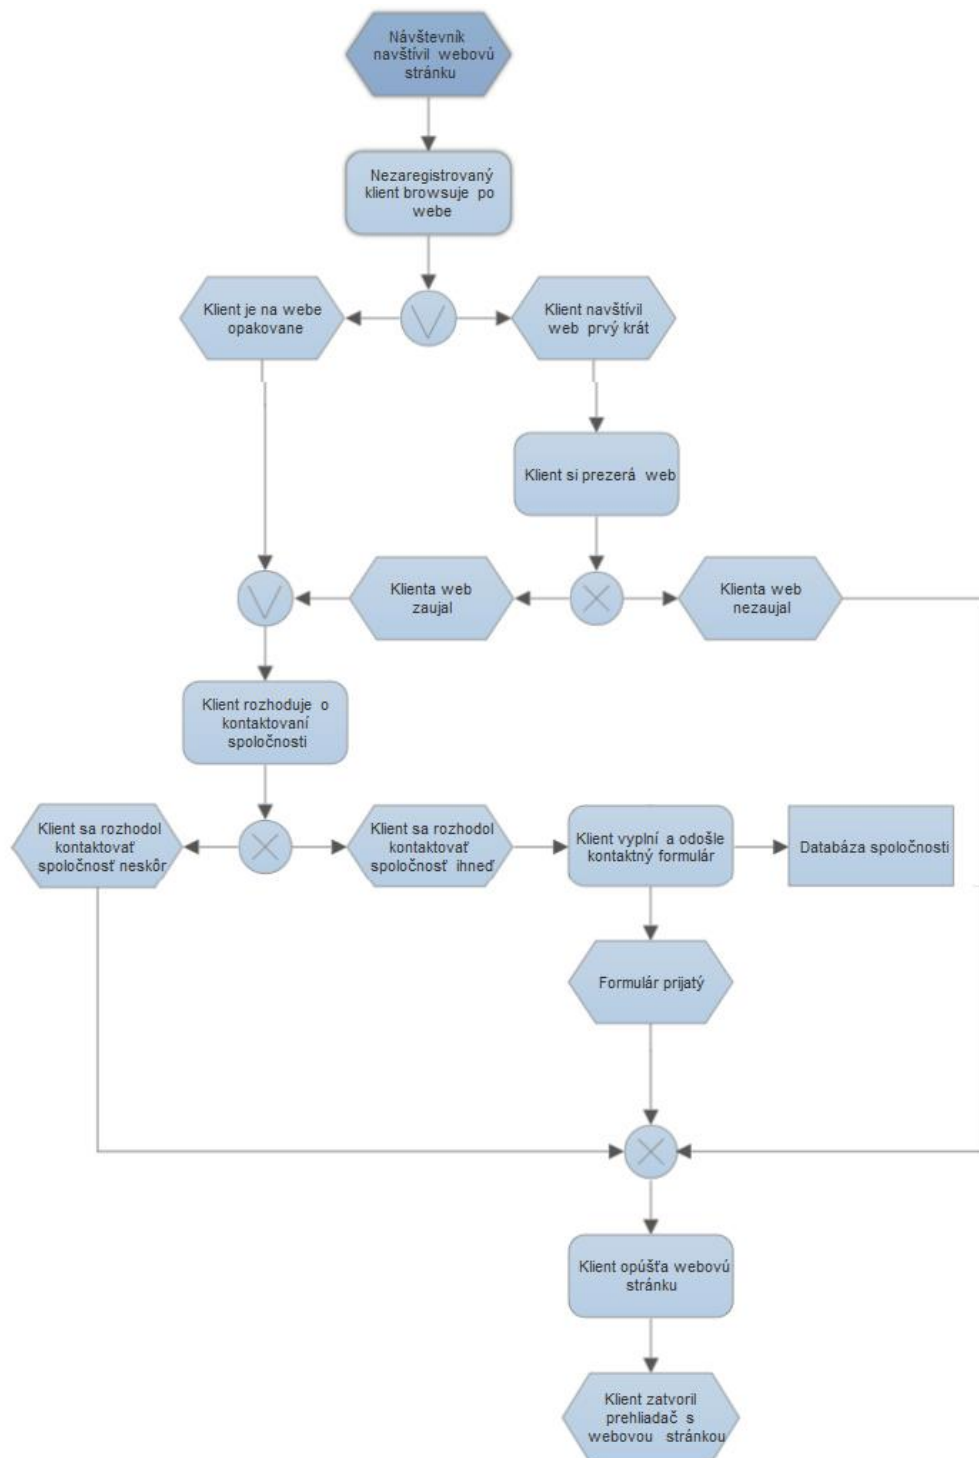 Návštevník
navštívil webovú
stránku
Nezaregistrovaný
klient browsuje po
webe
Klient je na webe
opakovane
Klient navštívil
web prvý krát
Klient si prezerá web
Klienta web
zaujal
Klienta web
nezaujal
Klient rozhoduje o
kontaktovaní
spoločnosti
Klient sa rozhodol
kontaktovať
spoločnosť neskôr
Klient sa rozhodol
kontaktovať
spoločnosť ihneď
Klient vyplní a odošle
kontaktný formulár
Databáza spoločnosti
Formulár prijatý
Klient opúšťa webovú
stránku
Klient zatvoril
prehliadač s
webovou stránkou